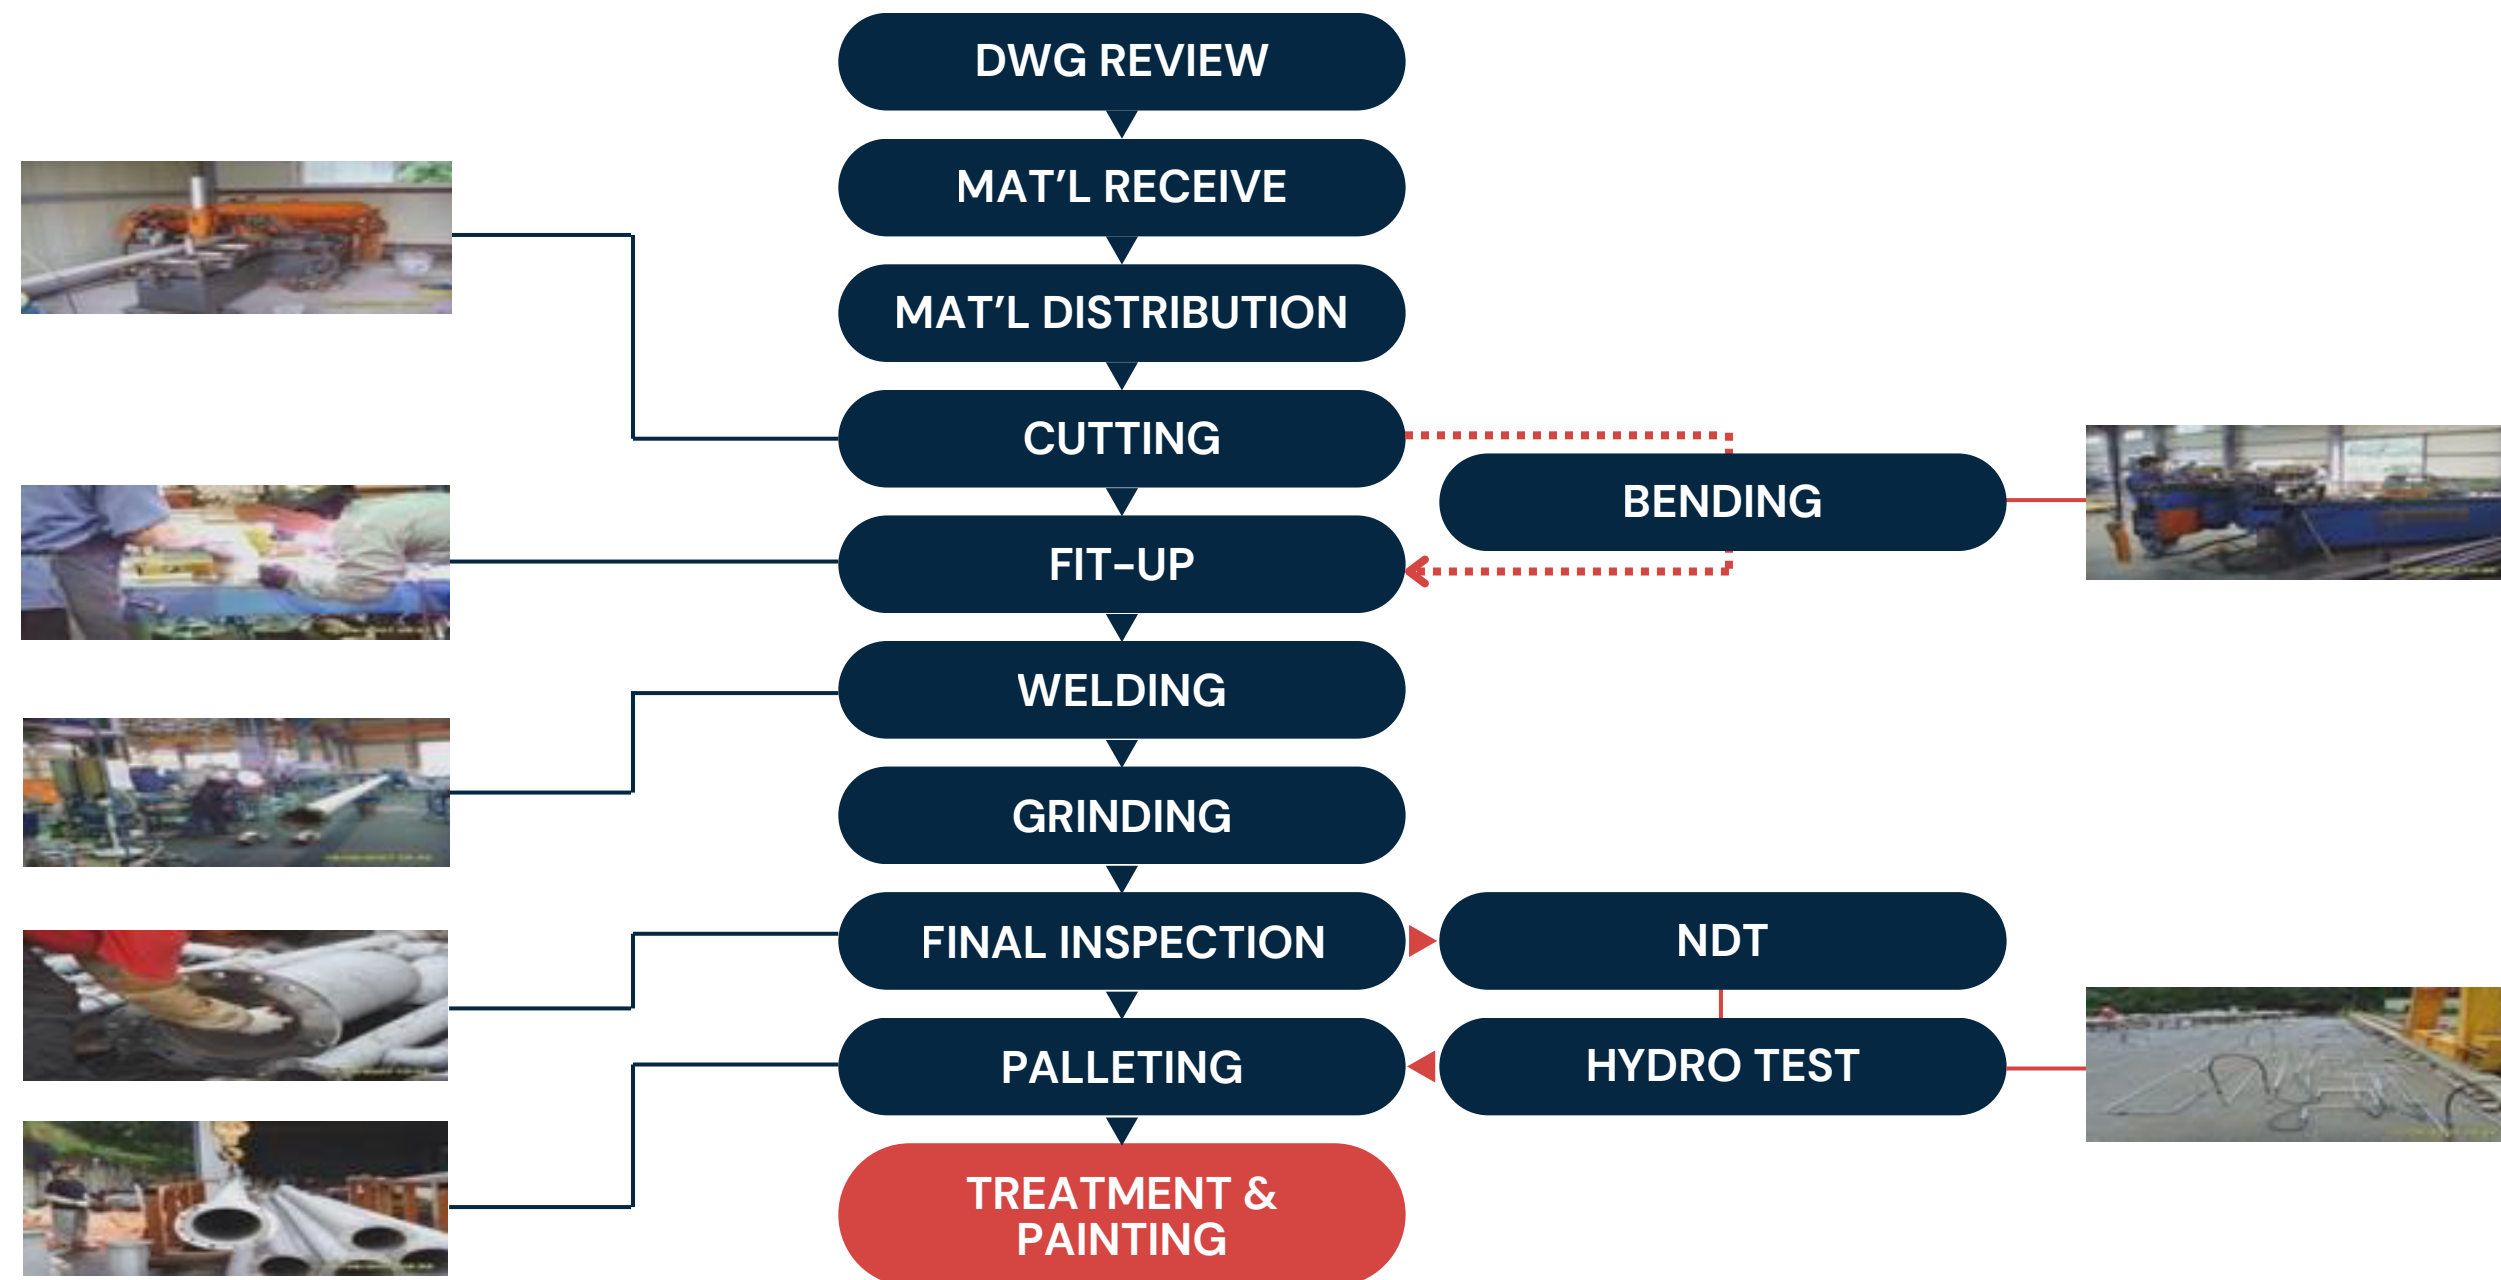 DWG REVIEW
MAT’L RECEIVE
MAT’L DISTRIBUTION
CUTTING
BENDING
FIT-UP
WELDING
GRINDING
FINAL INSPECTION
NDT
PALLETING
HYDRO TEST
TREATMENT &
PAINTING